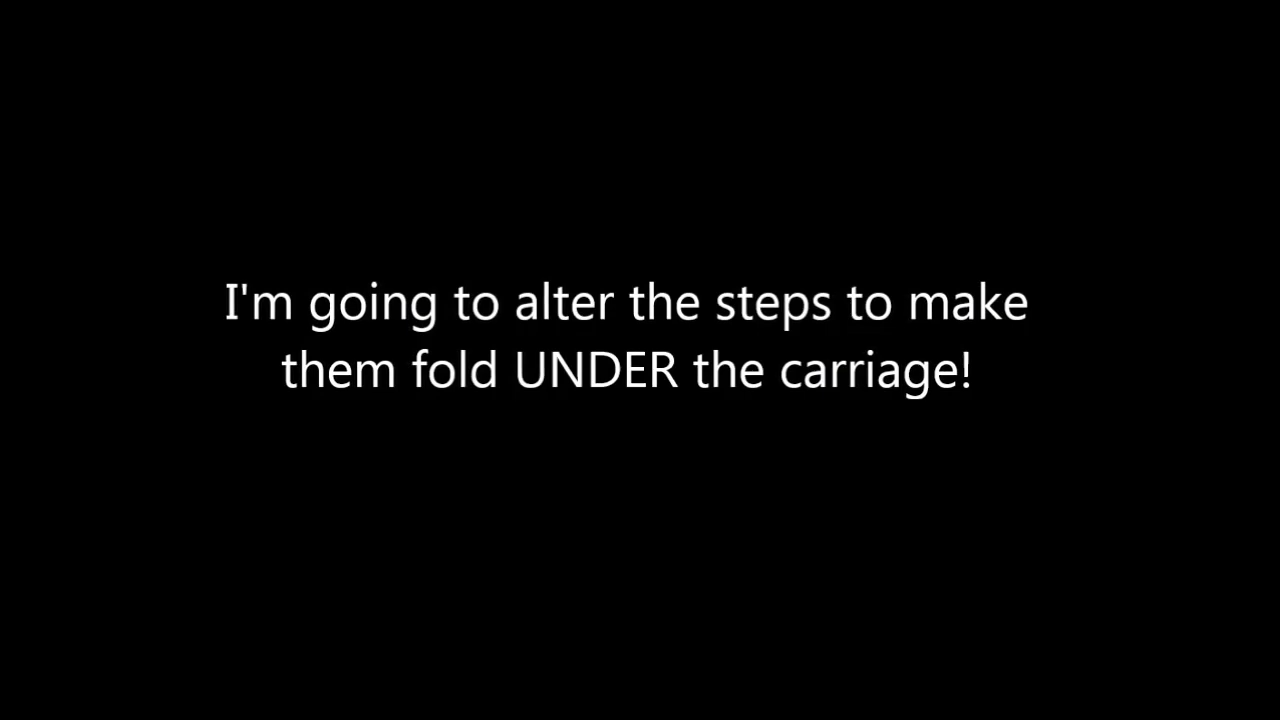 I'm going to alter the steps to make
them fold UNDER the carriage!